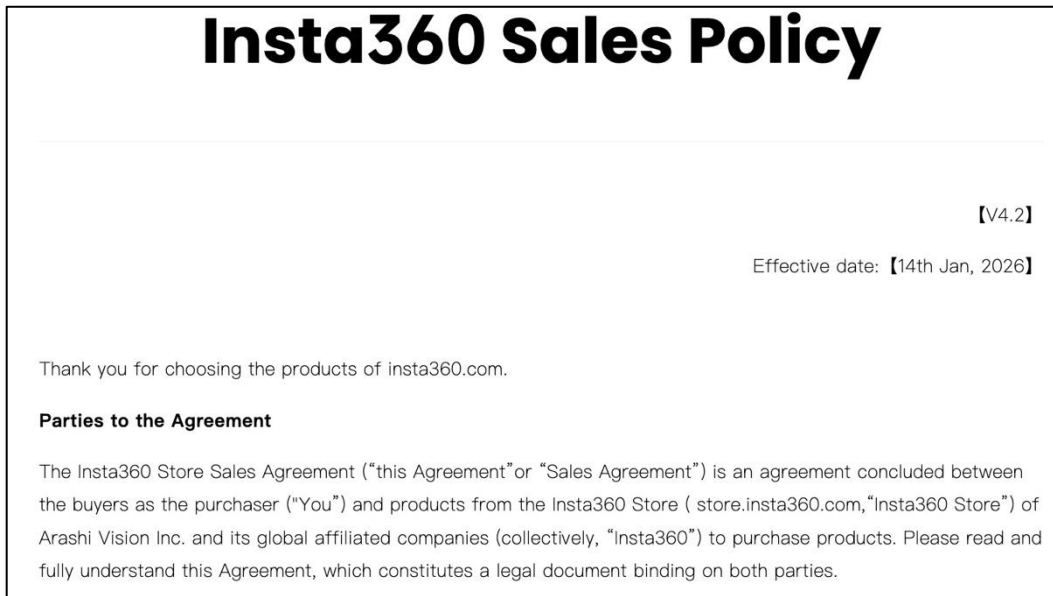 Insta360 Sales Policy
【V4.2】
Effective date:【14th Jan, 2026】
Thank you for choosing the products of insta360.com.
Parties to the Agreement
The Insta360 Store Sales Agreement (“this Agreement”or “Sales Agreement”) is an agreement concluded between
the buyers as the purchaser ("You”) and products from the Insta360 Store ( store.insta360.com,“Insta360 Store”) of
Arashi Vision Inc. and its global affiliated companies (collectively, “Insta360”) to purchase products. Please read and
fully understand this Agreement, which constitutes a legal document binding on both parties.